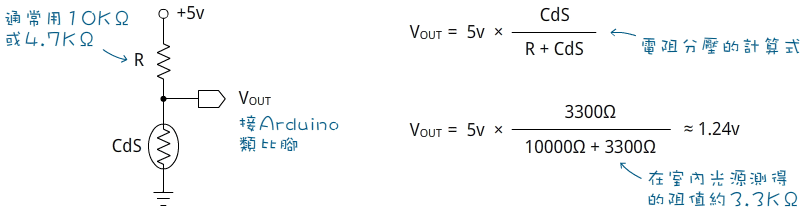 通常用10KΩ
或4.7KΩ
+5v
R
VOUT
接Arduino
類比腳
CdS
VOUT = 5v × CdS / R + CdS
電阻分壓的計算式
VOUT = 5v × 3300Ω / 10000Ω + 3300Ω ≈ 1.24v
在室內光源測得
的阻值約3.3KΩ